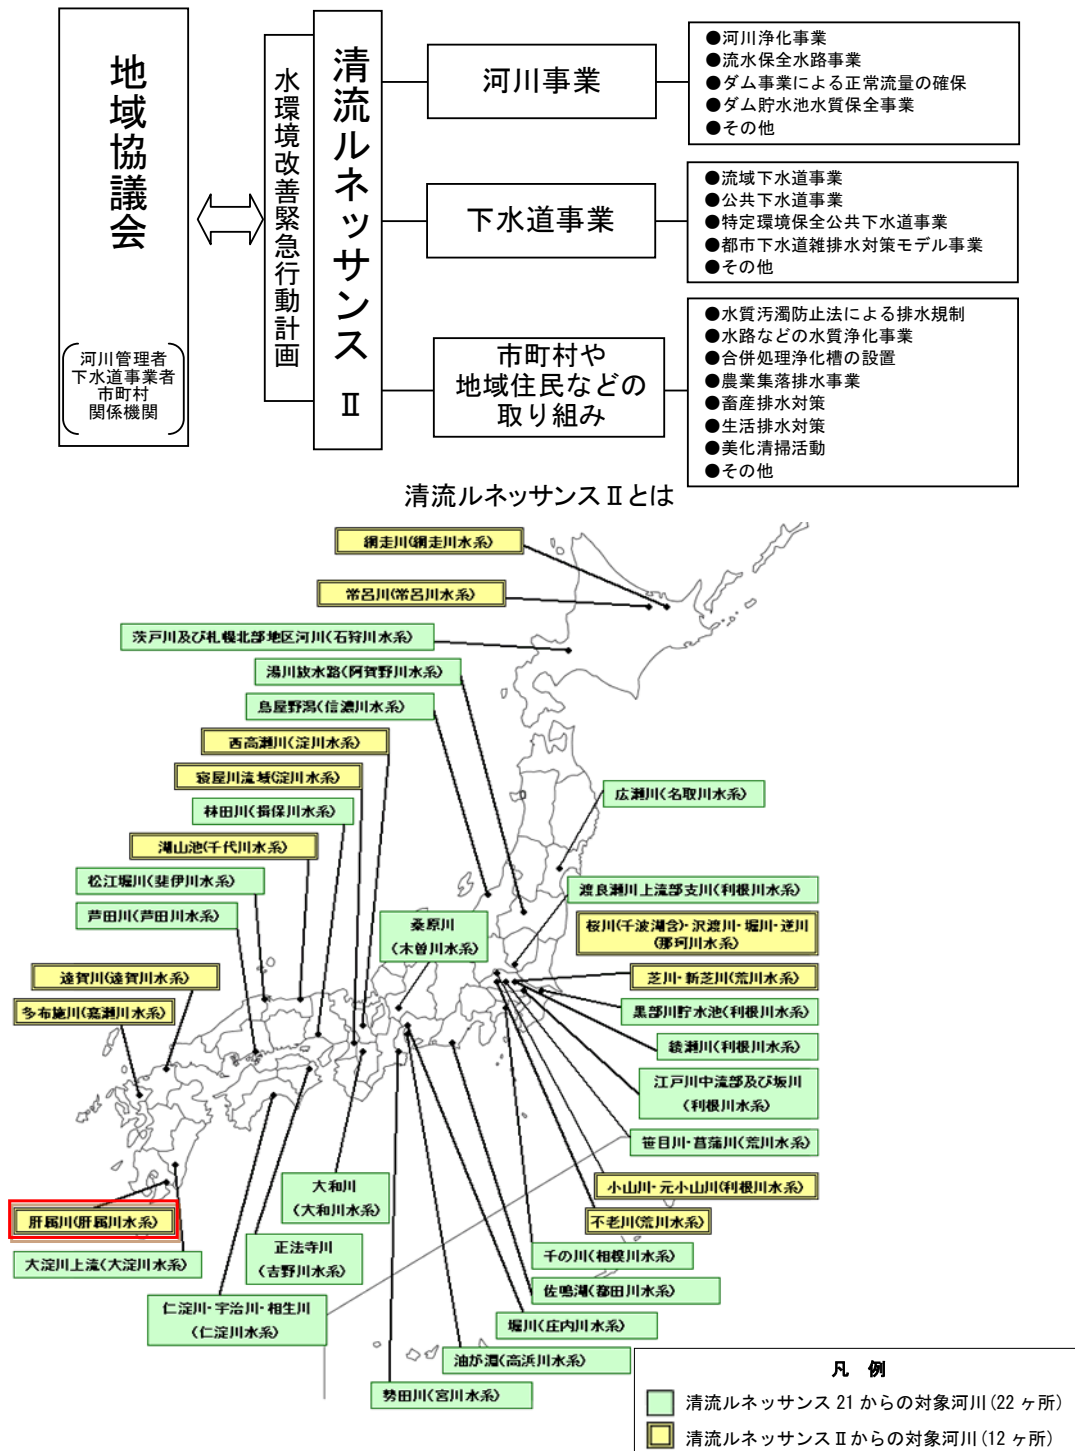 地域協議会
河川管理者
下水道事業者
市町村
関係機関
水環境改善緊急行動計画
清流ルネッサンスⅡ
河川事業
●河川浄化事業
●流水保全水路事業
●ダム事業による正常流量の確保
●ダム貯水池水質保全事業
●その他
下水道事業
●流域下水道事業
●公共下水道事業
●特定環境保全公共下水道事業
●都市下水道雑排水対策モデル事業
●その他
市町村や
地域住民などの
取り組み
●水質汚濁防止法による排水規制
●水路などの水質浄化事業
●合併処理浄化槽の設置
●農業集落排水事業
●畜産排水対策
●生活排水対策
●美化清掃活動
●その他
清流ルネッサンスⅡとは
網走川(網走川水系)
常呂川(常呂川水系)
茨戸川及び札幌北部地区河川(石狩川水系)
湯川放水路(阿賀野川水系)
鳥屋野潟(信濃川水系)
西高瀬川(淀川水系)
寝屋川流域(淀川水系)
林田川(揖保川水系)
湖山池(千代川水系)
松江堀川(斐伊川水系)
芦田川(芦田川水系)
遠賀川(遠賀川水系)
多布施川(嘉瀬川水系)
広瀬川(名取川水系)
渡良瀬川上流部支川(利根川水系)
桑原川
(木曽川水系)
桜川(千波湖含)・沢渡川・堀川・逆川
(那珂川水系)
芝川・新芝川(荒川水系)
黒部川貯水池(利根川水系)
綾瀬川(利根川水系)
江戸川中流部及び坂川
(利根川水系)
笹目川・菖蒲川(荒川水系)
小山川・元小山川(利根川水系)
不老川(荒川水系)
千の川(相模川水系)
佐鳴湖(都田川水系)
堀川(庄内川水系)
油が淵(高浜川水系)
勢田川(宮川水系)
大和川
(大和川水系)
正法寺川
(吉野川水系)
仁淀川・宇治川・相生川
(仁淀川水系)
肝属川(肝属川水系)
大淀川上流(大淀川水系)
凡 例
清流ルネッサンス 21 からの対象河川(22 ヶ所)
清流ルネッサンス Ⅱ からの対象河川(12 ヶ所)